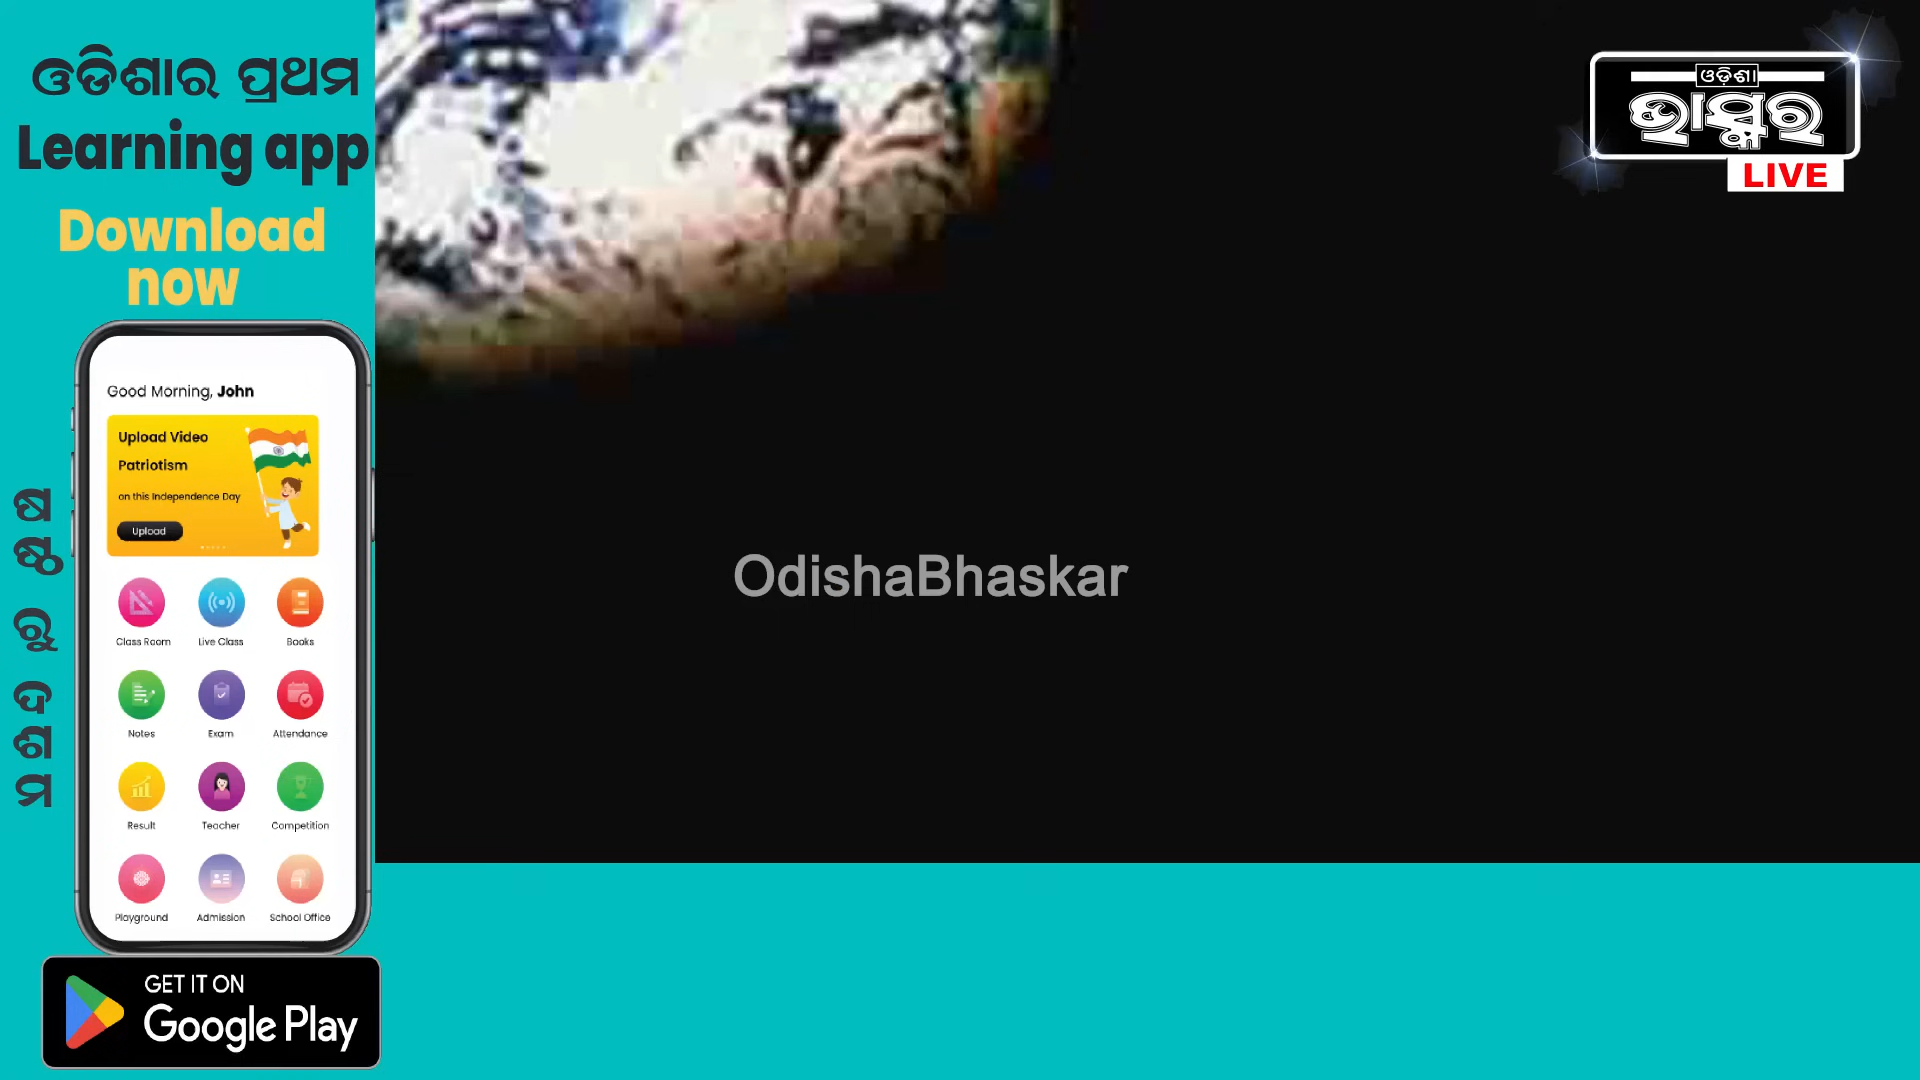 ଓଡିଶାର ପ୍ରଥମ
Learning app
Download
now
ଷଷ୍ଠ ରୁ ଦଶମ
Good Morning, John
Upload Video
Patriotism
on this Independence Day
Upload
Class Room
Live Class
Books
Notes
Exam
Attendance
Result
Teacher
Competition
Playground
Admission
School Office
GET IT ON
Google Play
OdishaBhaskar
ଓଡ଼ିଶା
ଭାସ୍କର
LIVE